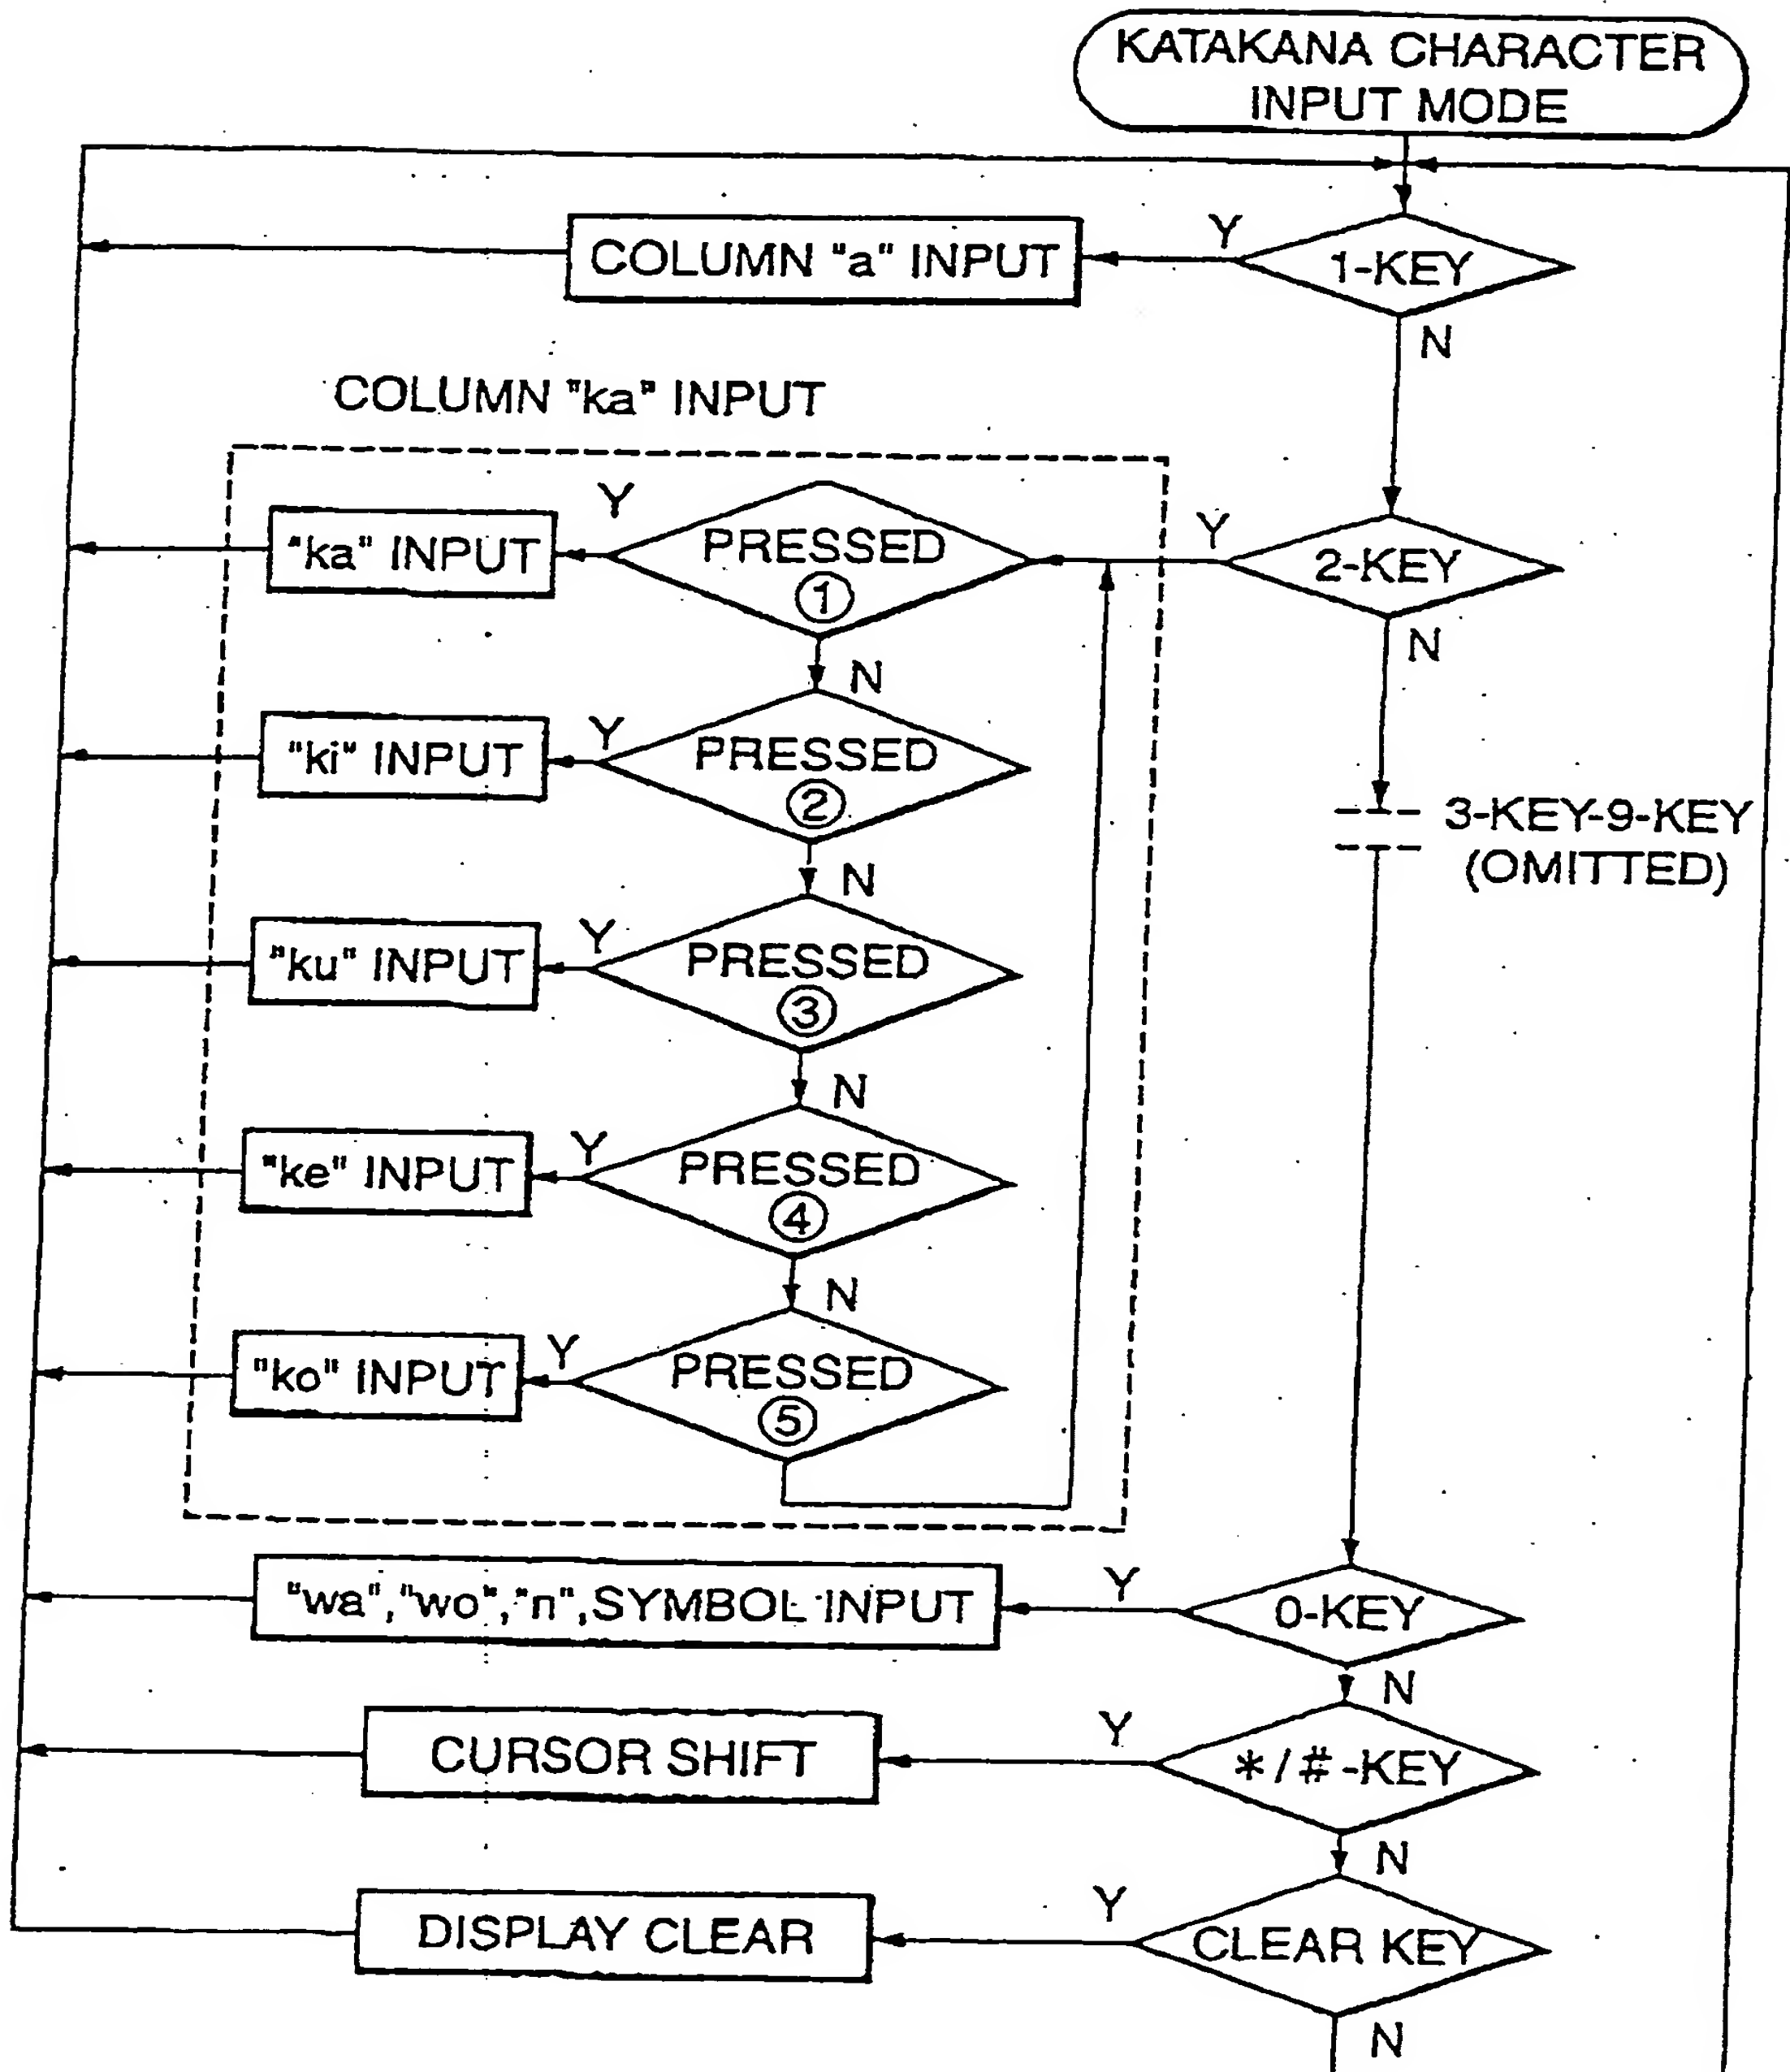 KATAKANA CHARACTER
INPUT MODE
Y
COLUMN "a" INPUT
1-KEY
N
COLUMN "ka" INPUT
Y
"ka" INPUT
PRESSED
①
Y
2-KEY
N
N
Y
"ki" INPUT
PRESSED
②
3-KEY-9-KEY
(OMITTED)
N
Y
"ku" INPUT
PRESSED
③
N
Y
"ke" INPUT
PRESSED
④
N
Y
"ko" INPUT
PRESSED
⑤
"wa","wo","n",SYMBOL INPUT
Y
0-KEY
N
CURSOR SHIFT
Y
*/#-KEY
N
DISPLAY CLEAR
Y
CLEAR KEY
N